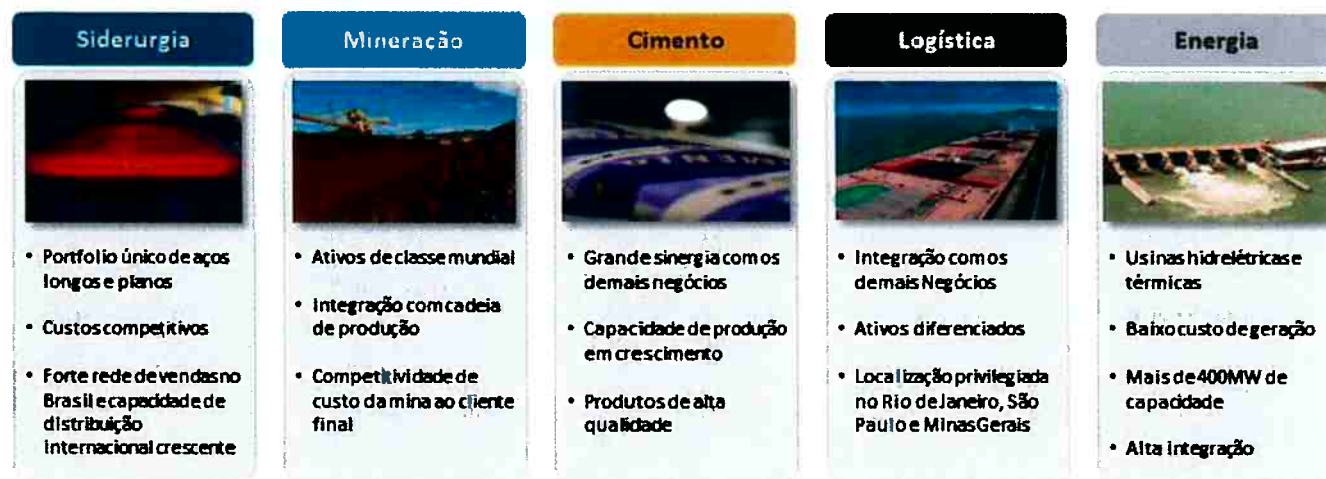 Siderurgia
• Portfolio único de aços
longos e planos
• Custos competitivos
• Forte rede de vendas no
Brasil e capacidade de
distribuição
internacional crescente
Mineração
• Ativos de classe mundial
• Integração com cadeia
de produção
• Competitividade de
custo da mina ao cliente
final
Cimento
• Grande sinergia com os
demais negócios
• Capacidade de produção
em crescimento
• Produtos de alta
qualidade
Logística
• Integração com os
demais Negócios
• Ativos diferenciados
• Localização privilegiada
no Rio de Janeiro, São
Paulo e Minas Gerais
Energia
• Usinas hidrelétricas e
térmicas
• Baixo custo de geração
• Mais de 400MW de
capacidade
• Alta integração